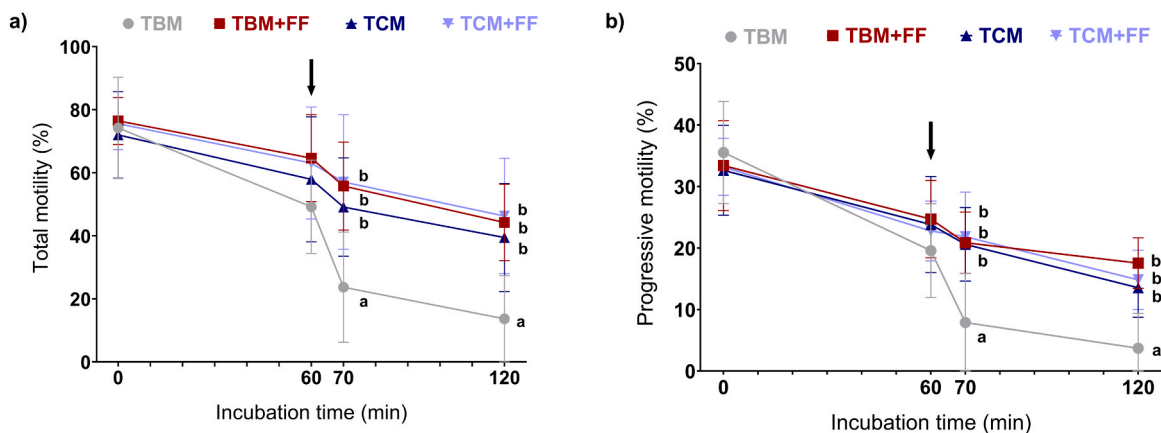 a)
TBM TBM+FF TCM TCM+FF
100
80
60
40
20
0
Total motility (%)
b
b
b
a
b
b
b
a
0 60 70 120
Incubation time (min)
b)
TBM TBM+FF TCM TCM+FF
50
40
30
20
10
0
Progressive motility (%)
b
b
b
a
b
b
b
a
0 60 70 120
Incubation time (min)